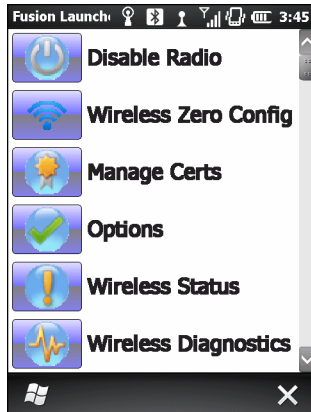 Fusion Launch 3:45
Disable Radio
Wireless Zero Config
Manage Certs
Options
Wireless Status
Wireless Diagnostics